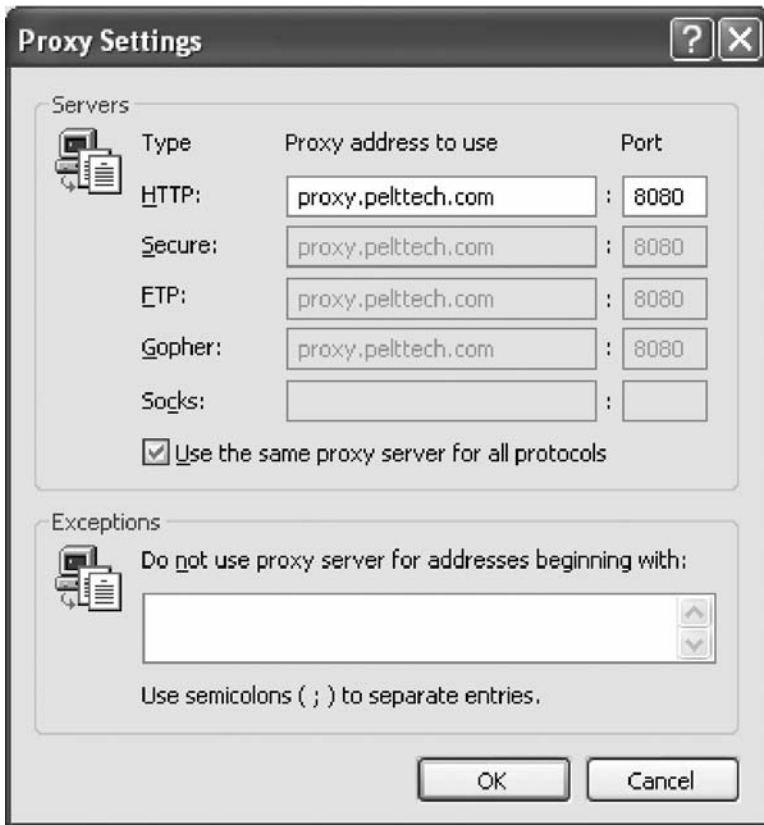 Proxy Settings
Servers
Type Proxy address to use Port
HTTP: proxy.pelttech.com : 8080
Secure: proxy.pelttech.com : 8080
FTP: proxy.pelttech.com : 8080
Gopher: proxy.pelttech.com : 8080
Socks: :
Use the same proxy server for all protocols
Exceptions
Do not use proxy server for addresses beginning with:
Use semicolons ( ; ) to separate entries.
OK Cancel